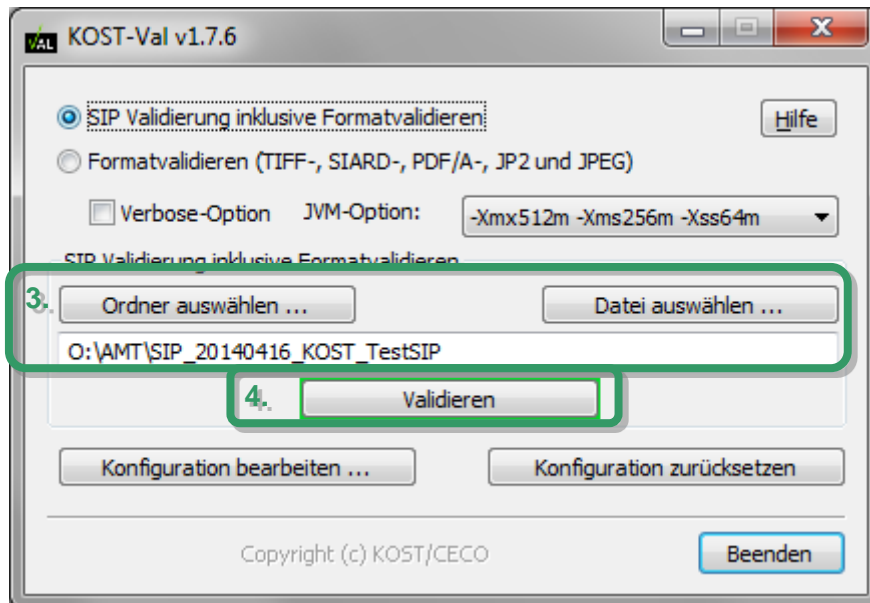 VAL KOST-Val v1.7.6
SIP Validierung inklusive Formatvalidieren
Hilfe
Formatvalidieren (TIFF-, SIARD-, PDF/A-, JP2 und JPEG)
Verbose-Option JVM-Option: -Xmx512m -Xms256m -Xss64m
SIP Validierung inklusive Formatvalidieren
3. Ordner auswählen ... Datei auswählen ...
O:\AMT\SIP_20140416_KOST_TestSIP
4. Validieren
Konfiguration bearbeiten ... Konfiguration zurücksetzen
Copyright (c) KOST/CECO Beenden